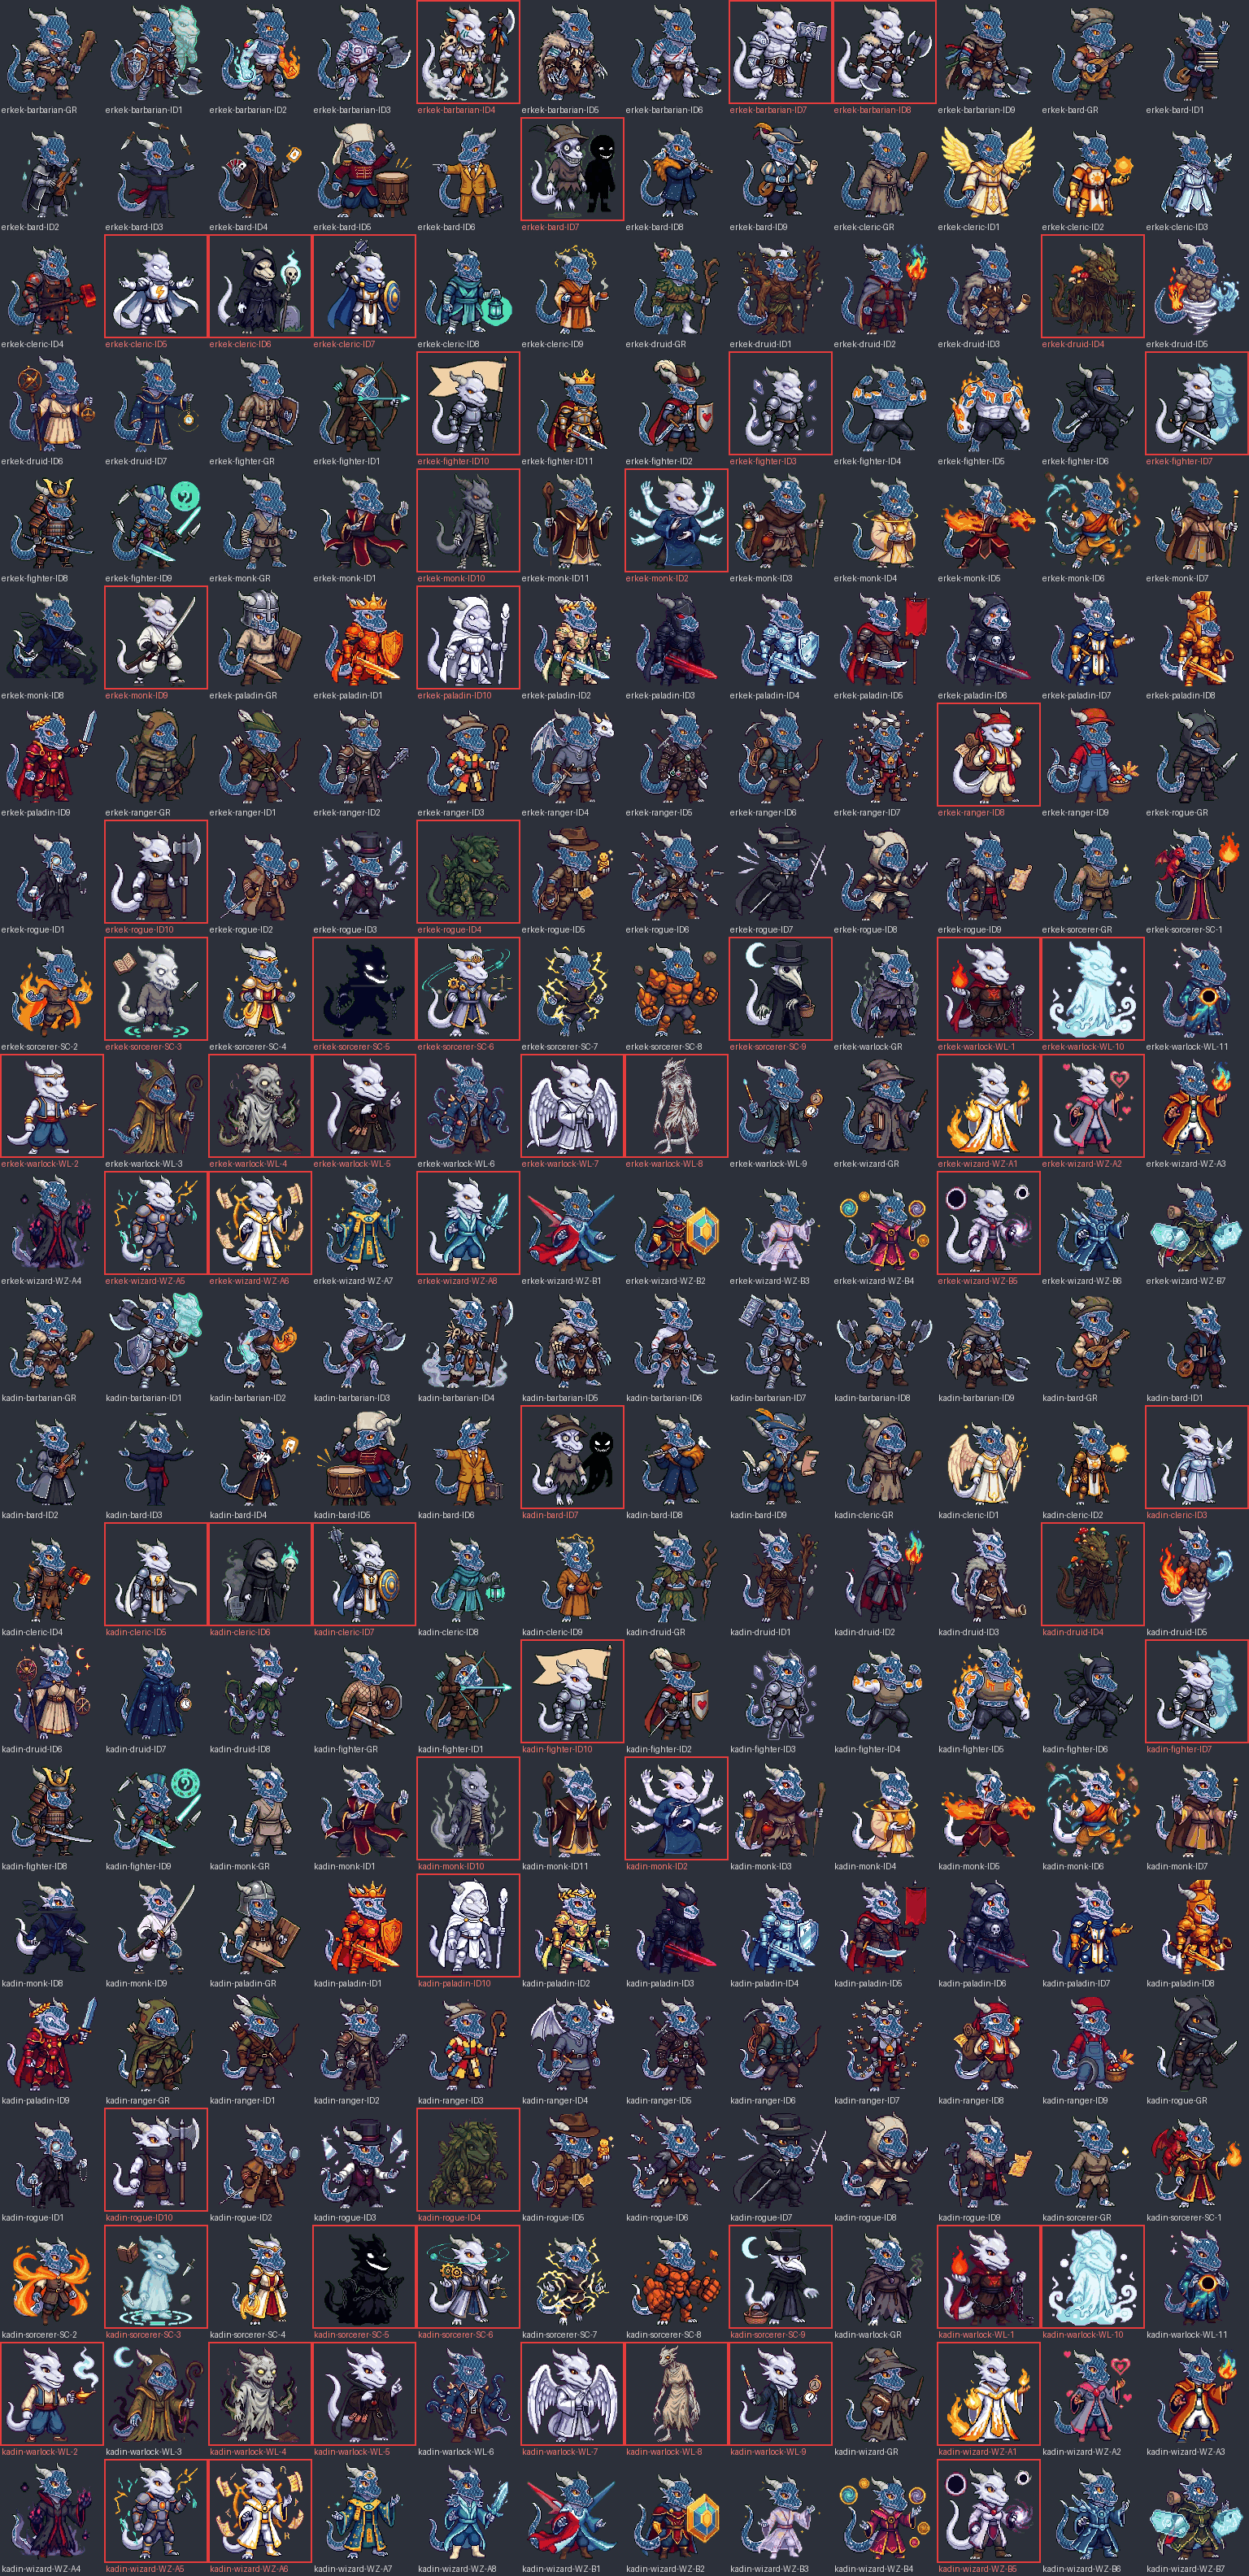 erkek-barbarian-GR erkek-barbarian-ID1 erkek-barbarian-ID2 erkek-barbarian-ID3 erkek-barbarian-ID4 erkek-barbarian-ID5 erkek-barbarian-ID6 erkek-barbarian-ID7 erkek-barbarian-ID8 erkek-barbarian-ID9 erkek-bard-GR erkek-bard-ID1
erkek-bard-ID2 erkek-bard-ID3 erkek-bard-ID4 erkek-bard-ID5 erkek-bard-ID6 erkek-bard-ID7 erkek-bard-ID8 erkek-bard-ID9 erkek-cleric-GR erkek-cleric-ID1 erkek-cleric-ID2 erkek-cleric-ID3
erkek-cleric-ID4 erkek-cleric-ID5 erkek-cleric-ID6 erkek-cleric-ID7 erkek-cleric-ID8 erkek-cleric-ID9 erkek-druid-GR erkek-druid-ID1 erkek-druid-ID2 erkek-druid-ID3 erkek-druid-ID4 erkek-druid-ID5
erkek-druid-ID6 erkek-druid-ID7 erkek-fighter-GR erkek-fighter-ID1 erkek-fighter-ID10 erkek-fighter-ID11 erkek-fighter-ID2 erkek-fighter-ID3 erkek-fighter-ID4 erkek-fighter-ID5 erkek-fighter-ID6 erkek-fighter-ID7
erkek-fighter-ID8 erkek-fighter-ID9 erkek-monk-GR erkek-monk-ID1 erkek-monk-ID10 erkek-monk-ID11 erkek-monk-ID2 erkek-monk-ID3 erkek-monk-ID4 erkek-monk-ID5 erkek-monk-ID6 erkek-monk-ID7
erkek-monk-ID8 erkek-monk-ID9 erkek-paladin-GR erkek-paladin-ID1 erkek-paladin-ID10 erkek-paladin-ID2 erkek-paladin-ID3 erkek-paladin-ID4 erkek-paladin-ID5 erkek-paladin-ID6 erkek-paladin-ID7 erkek-paladin-ID8
erkek-paladin-ID9 erkek-ranger-GR erkek-ranger-ID1 erkek-ranger-ID2 erkek-ranger-ID3 erkek-ranger-ID4 erkek-ranger-ID5 erkek-ranger-ID6 erkek-ranger-ID7 erkek-ranger-ID8 erkek-ranger-ID9 erkek-rogue-GR
erkek-rogue-ID1 erkek-rogue-ID10 erkek-rogue-ID2 erkek-rogue-ID3 erkek-rogue-ID4 erkek-rogue-ID5 erkek-rogue-ID6 erkek-rogue-ID7 erkek-rogue-ID8 erkek-rogue-ID9 erkek-sorcerer-GR erkek-sorcerer-SC-1
erkek-sorcerer-SC-2 erkek-sorcerer-SC-3 erkek-sorcerer-SC-4 erkek-sorcerer-SC-5 erkek-sorcerer-SC-6 erkek-sorcerer-SC-7 erkek-sorcerer-SC-8 erkek-sorcerer-SC-9 erkek-warlock-GR erkek-warlock-WL-1 erkek-warlock-WL-10 erkek-warlock-WL-11
erkek-warlock-WL-2 erkek-warlock-WL-3 erkek-warlock-WL-4 erkek-warlock-WL-5 erkek-warlock-WL-6 erkek-warlock-WL-7 erkek-warlock-WL-8 erkek-warlock-WL-9 erkek-wizard-GR erkek-wizard-WZ-A1 erkek-wizard-WZ-A2 erkek-wizard-WZ-A3
erkek-wizard-WZ-A4 erkek-wizard-WZ-A5 erkek-wizard-WZ-A6 erkek-wizard-WZ-A7 erkek-wizard-WZ-A8 erkek-wizard-WZ-B1 erkek-wizard-WZ-B2 erkek-wizard-WZ-B3 erkek-wizard-WZ-B4 erkek-wizard-WZ-B5 erkek-wizard-WZ-B6 erkek-wizard-WZ-B7
kadin-barbarian-GR kadin-barbarian-ID1 kadin-barbarian-ID2 kadin-barbarian-ID3 kadin-barbarian-ID4 kadin-barbarian-ID5 kadin-barbarian-ID6 kadin-barbarian-ID7 kadin-barbarian-ID8 kadin-barbarian-ID9 kadin-bard-GR kadin-bard-ID1
kadin-bard-ID2 kadin-bard-ID3 kadin-bard-ID4 kadin-bard-ID5 kadin-bard-ID6 kadin-bard-ID7 kadin-bard-ID8 kadin-bard-ID9 kadin-cleric-GR kadin-cleric-ID1 kadin-cleric-ID2 kadin-cleric-ID3
kadin-cleric-ID4 kadin-cleric-ID5 kadin-cleric-ID6 kadin-cleric-ID7 kadin-cleric-ID8 kadin-cleric-ID9 kadin-druid-GR kadin-druid-ID1 kadin-druid-ID2 kadin-druid-ID3 kadin-druid-ID4 kadin-druid-ID5
kadin-druid-ID6 kadin-druid-ID7 kadin-druid-ID8 kadin-fighter-GR kadin-fighter-ID1 kadin-fighter-ID10 kadin-fighter-ID2 kadin-fighter-ID3 kadin-fighter-ID4 kadin-fighter-ID5 kadin-fighter-ID6 kadin-fighter-ID7
kadin-fighter-ID8 kadin-fighter-ID9 kadin-monk-GR kadin-monk-ID1 kadin-monk-ID10 kadin-monk-ID11 kadin-monk-ID2 kadin-monk-ID3 kadin-monk-ID4 kadin-monk-ID5 kadin-monk-ID6 kadin-monk-ID7
kadin-monk-ID8 kadin-monk-ID9 kadin-paladin-GR kadin-paladin-ID1 kadin-paladin-ID10 kadin-paladin-ID2 kadin-paladin-ID3 kadin-paladin-ID4 kadin-paladin-ID5 kadin-paladin-ID6 kadin-paladin-ID7 kadin-paladin-ID8
kadin-paladin-ID9 kadin-ranger-GR kadin-ranger-ID1 kadin-ranger-ID2 kadin-ranger-ID3 kadin-ranger-ID4 kadin-ranger-ID5 kadin-ranger-ID6 kadin-ranger-ID7 kadin-ranger-ID8 kadin-ranger-ID9 kadin-rogue-GR
kadin-rogue-ID1 kadin-rogue-ID10 kadin-rogue-ID2 kadin-rogue-ID3 kadin-rogue-ID4 kadin-rogue-ID5 kadin-rogue-ID6 kadin-rogue-ID7 kadin-rogue-ID8 kadin-rogue-ID9 kadin-sorcerer-GR kadin-sorcerer-SC-1
kadin-sorcerer-SC-2 kadin-sorcerer-SC-3 kadin-sorcerer-SC-4 kadin-sorcerer-SC-5 kadin-sorcerer-SC-6 kadin-sorcerer-SC-7 kadin-sorcerer-SC-8 kadin-sorcerer-SC-9 kadin-warlock-GR kadin-warlock-WL-1 kadin-warlock-WL-10 kadin-warlock-WL-11
kadin-warlock-WL-2 kadin-warlock-WL-3 kadin-warlock-WL-4 kadin-warlock-WL-5 kadin-warlock-WL-6 kadin-warlock-WL-7 kadin-warlock-WL-8 kadin-warlock-WL-9 kadin-wizard-GR kadin-wizard-WZ-A1 kadin-wizard-WZ-A2 kadin-wizard-WZ-A3
kadin-wizard-WZ-A4 kadin-wizard-WZ-A5 kadin-wizard-WZ-A6 kadin-wizard-WZ-A7 kadin-wizard-WZ-A8 kadin-wizard-WZ-B1 kadin-wizard-WZ-B2 kadin-wizard-WZ-B3 kadin-wizard-WZ-B4 kadin-wizard-WZ-B5 kadin-wizard-WZ-B6 kadin-wizard-WZ-B7